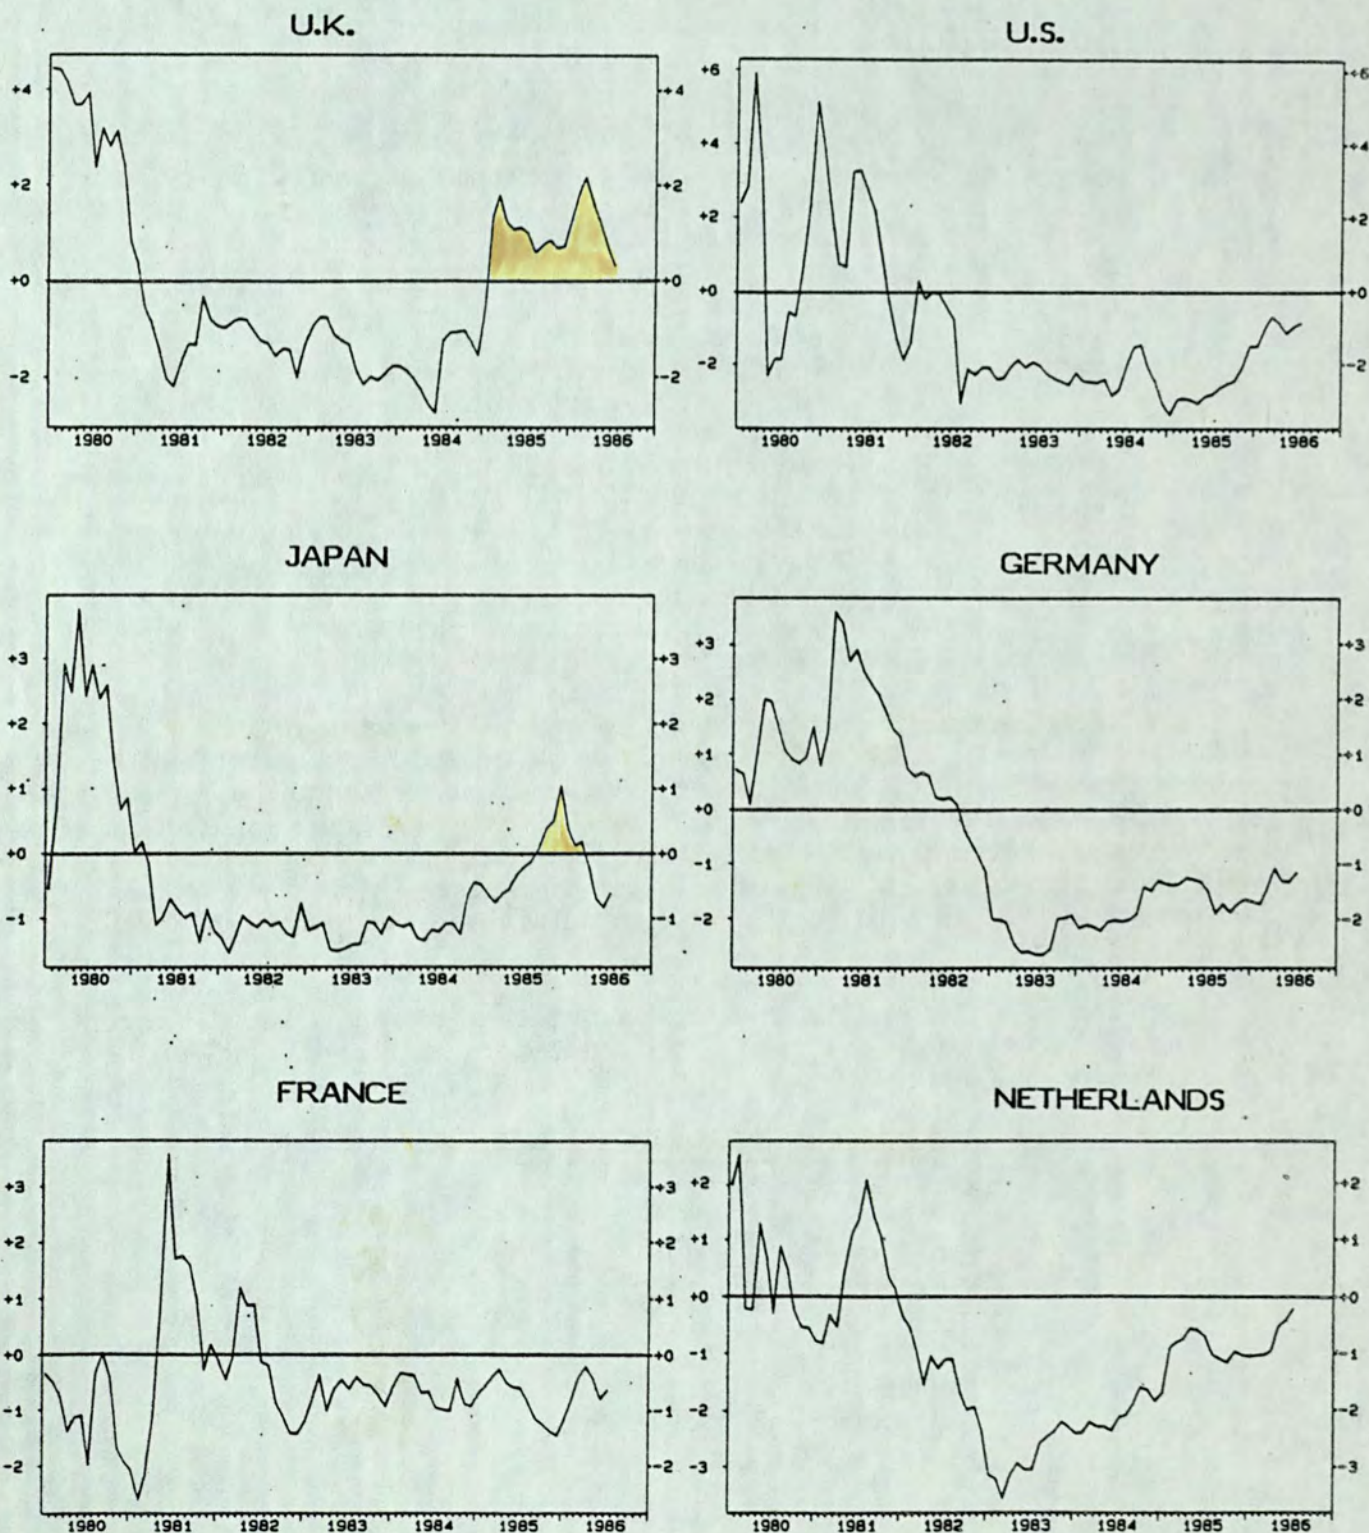 U.K. U.S.
+4 +4 +6 +6
+4 +4
+2 +2 +2 +2
+0 +0 +0 +0
-2 -2 -2 -2
1980 1981 1982 1983 1984 1985 1986 1980 1981 1982 1983 1984 1985 1986
JAPAN GERMANY
+3 +3 +3 +3
+2 +2 +2 +2
+1 +1 +1 +1
+0 +0 +0 +0
-1 -1 -1 -1
-2 -2
1980 1981 1982 1983 1984 1985 1986 1980 1981 1982 1983 1984 1985 1986
FRANCE NETHERLANDS
+3 +3 +2 +2
+2 +2 +1 +1
+1 +1 +0 +0
+0 +0 -1 -1
-1 -1 -2 -2
-2 -2 -3 -3
1980 1981 1982 1983 1984 1985 1986 1980 1981 1982 1983 1984 1985 1986